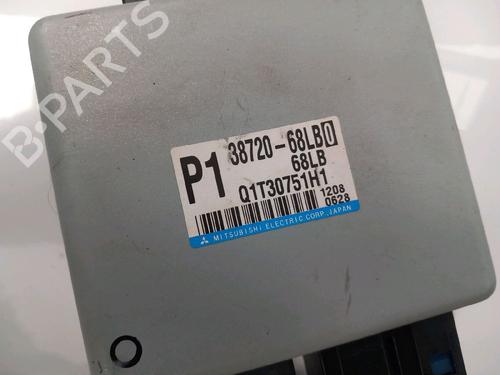 B-PARTS
P1
38720-68LB0
68LB
Q1T30751H1
1208
0628
MITSUBISHI ELECTRIC CORP. JAPAN